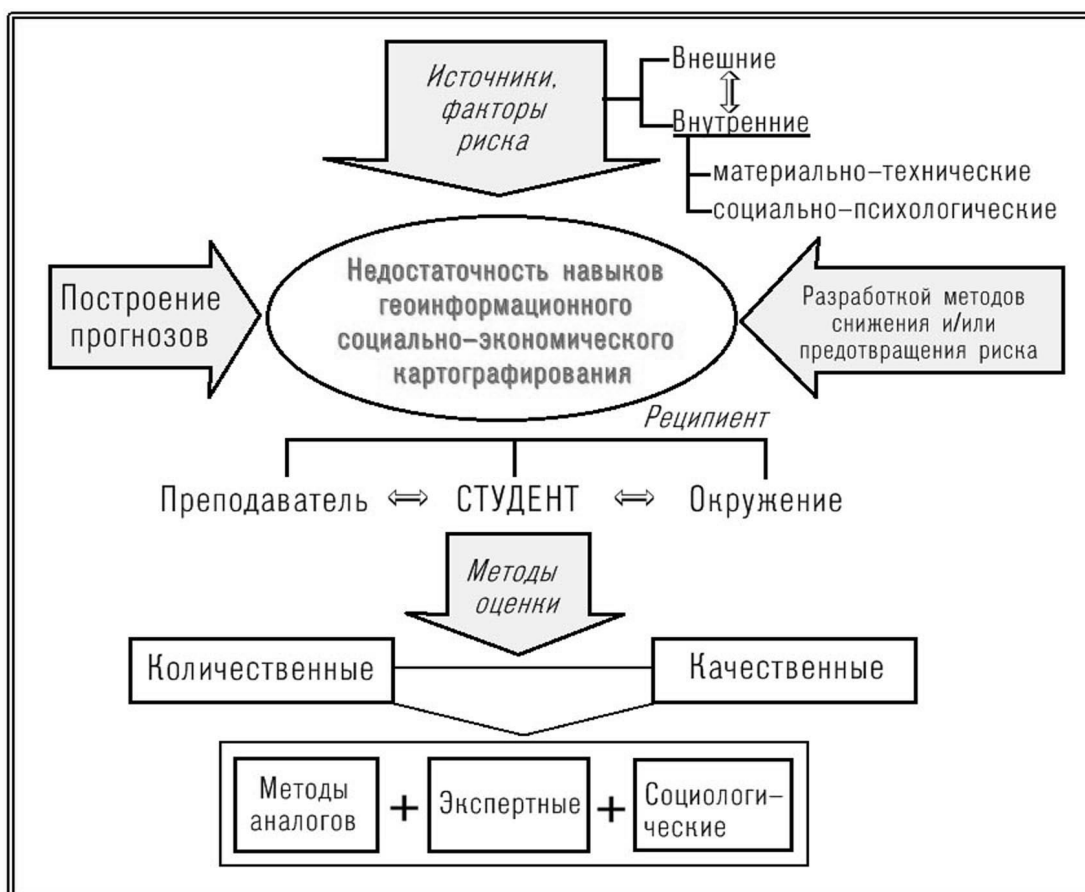 Источники,
факторы
риска
Внешние
Внутренние
материально-технические
социально-психологические
Построение
прогнозов
Недостаточность навыков
геоинформационного
социально-экономического
картографирования
Разработкой методов
снижения и/или
предотвращения риска
Реципиент
Преподаватель ⇔ СТУДЕНТ ⇔ Окружение
Методы
оценки
Количественные
Качественные
Методы
аналогов
+
Экспертные
+
Социологи-
ческие